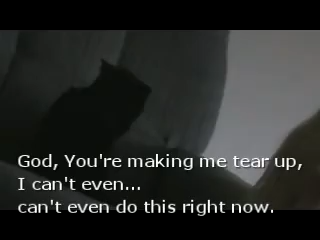 God, You're making me tear up,
I can't even...
can't even do this right now.